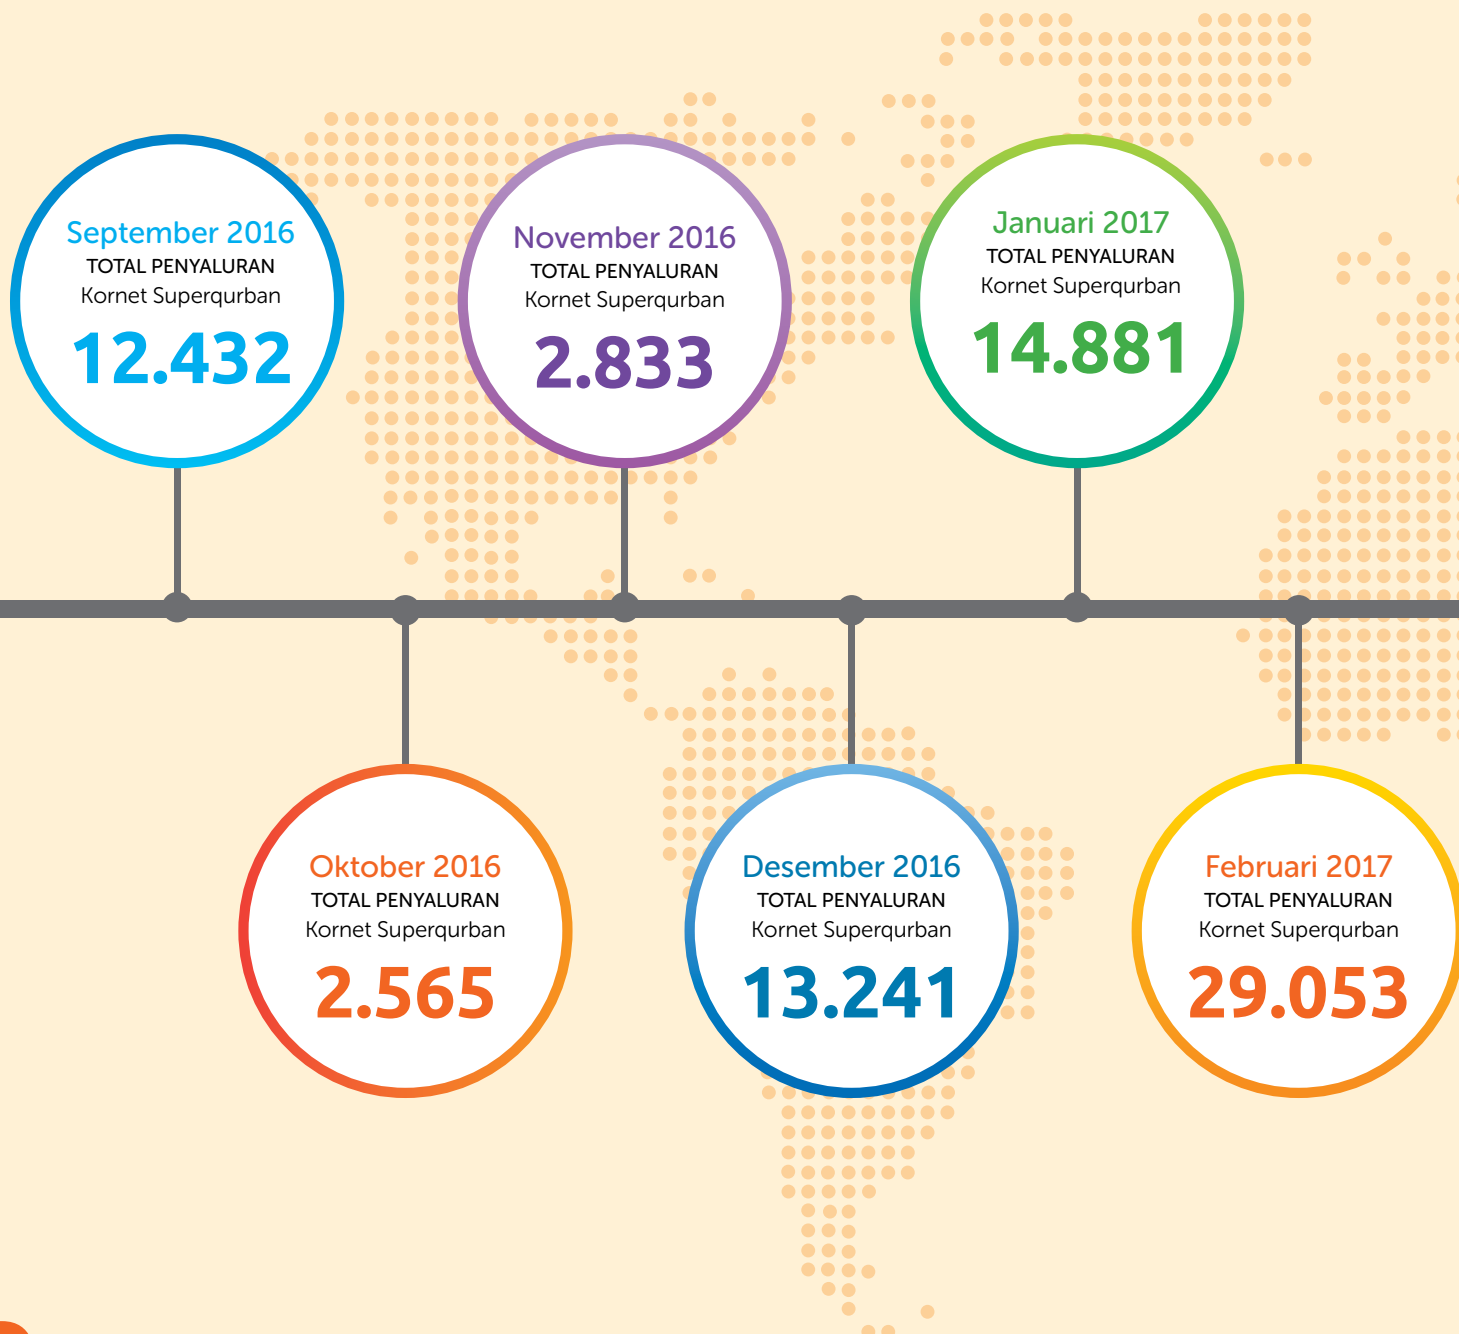 September 2016
TOTAL PENYALURAN
Kornet Superqurban
12.432
Oktober 2016
TOTAL PENYALURAN
Kornet Superqurban
2.565
November 2016
TOTAL PENYALURAN
Kornet Superqurban
2.833
Desember 2016
TOTAL PENYALURAN
Kornet Superqurban
13.241
Januari 2017
TOTAL PENYALURAN
Kornet Superqurban
14.881
Februari 2017
TOTAL PENYALURAN
Kornet Superqurban
29.053